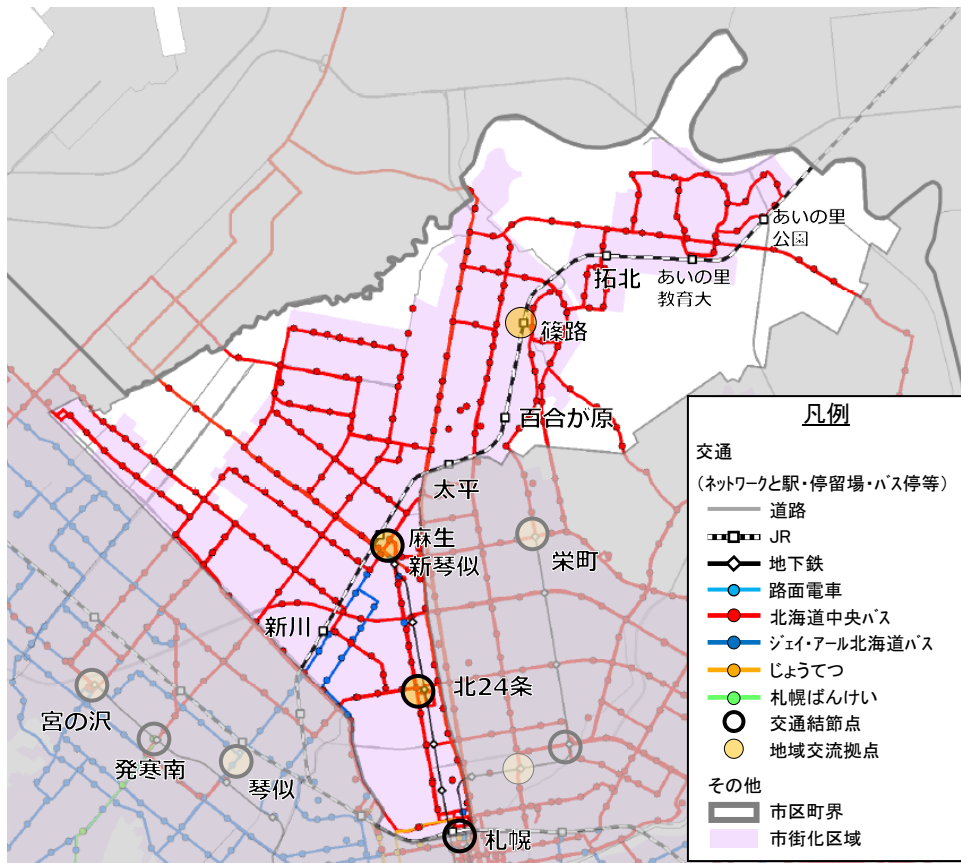 あいの里
公園
拓北
あいの里
教育大
篠路
百合が原
太平
麻生
新琴似
栄町
新川
北24条
宮の沢
発寒南
琴似
札幌
凡例
交通
（ネットワークと駅・停留場・バス停等）
道路
JR
地下鉄
路面電車
北海道中央バス
ジェイ・アール北海道バス
じょうてつ
札幌ばんけい
交通結節点
地域交流拠点
その他
市区町界
市街化区域